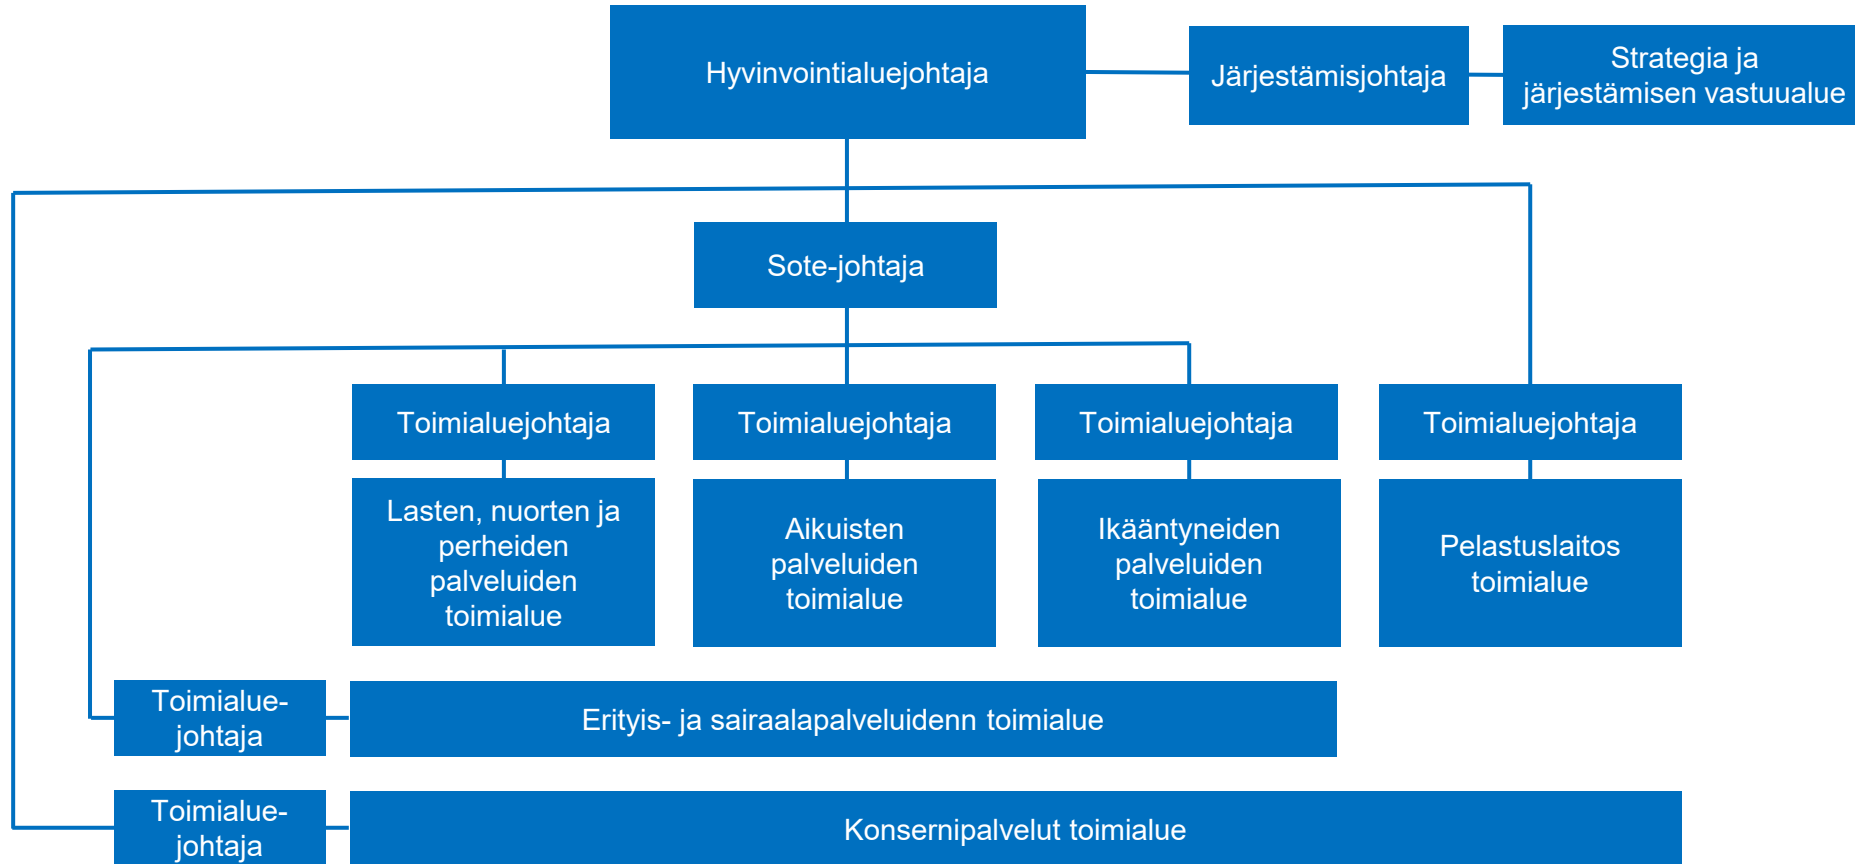 Hyvinvointialuejohtaja
Järjestämisjohtaja
Strategia ja
järjestämisen vastuualue
Sote-johtaja
Toimialuejohtaja
Toimialuejohtaja
Toimialuejohtaja
Toimialuejohtaja
Lasten, nuorten ja
perheiden
palveluiden
toimialue
Aikuisten
palveluiden
toimialue
Ikääntyneiden
palveluiden
toimialue
Pelastuslaitos
toimialue
Toimialue-
johtaja
Erityis- ja sairaalapalveluidenn toimialue
Toimialue-
johtaja
Konsernipalvelut toimialue